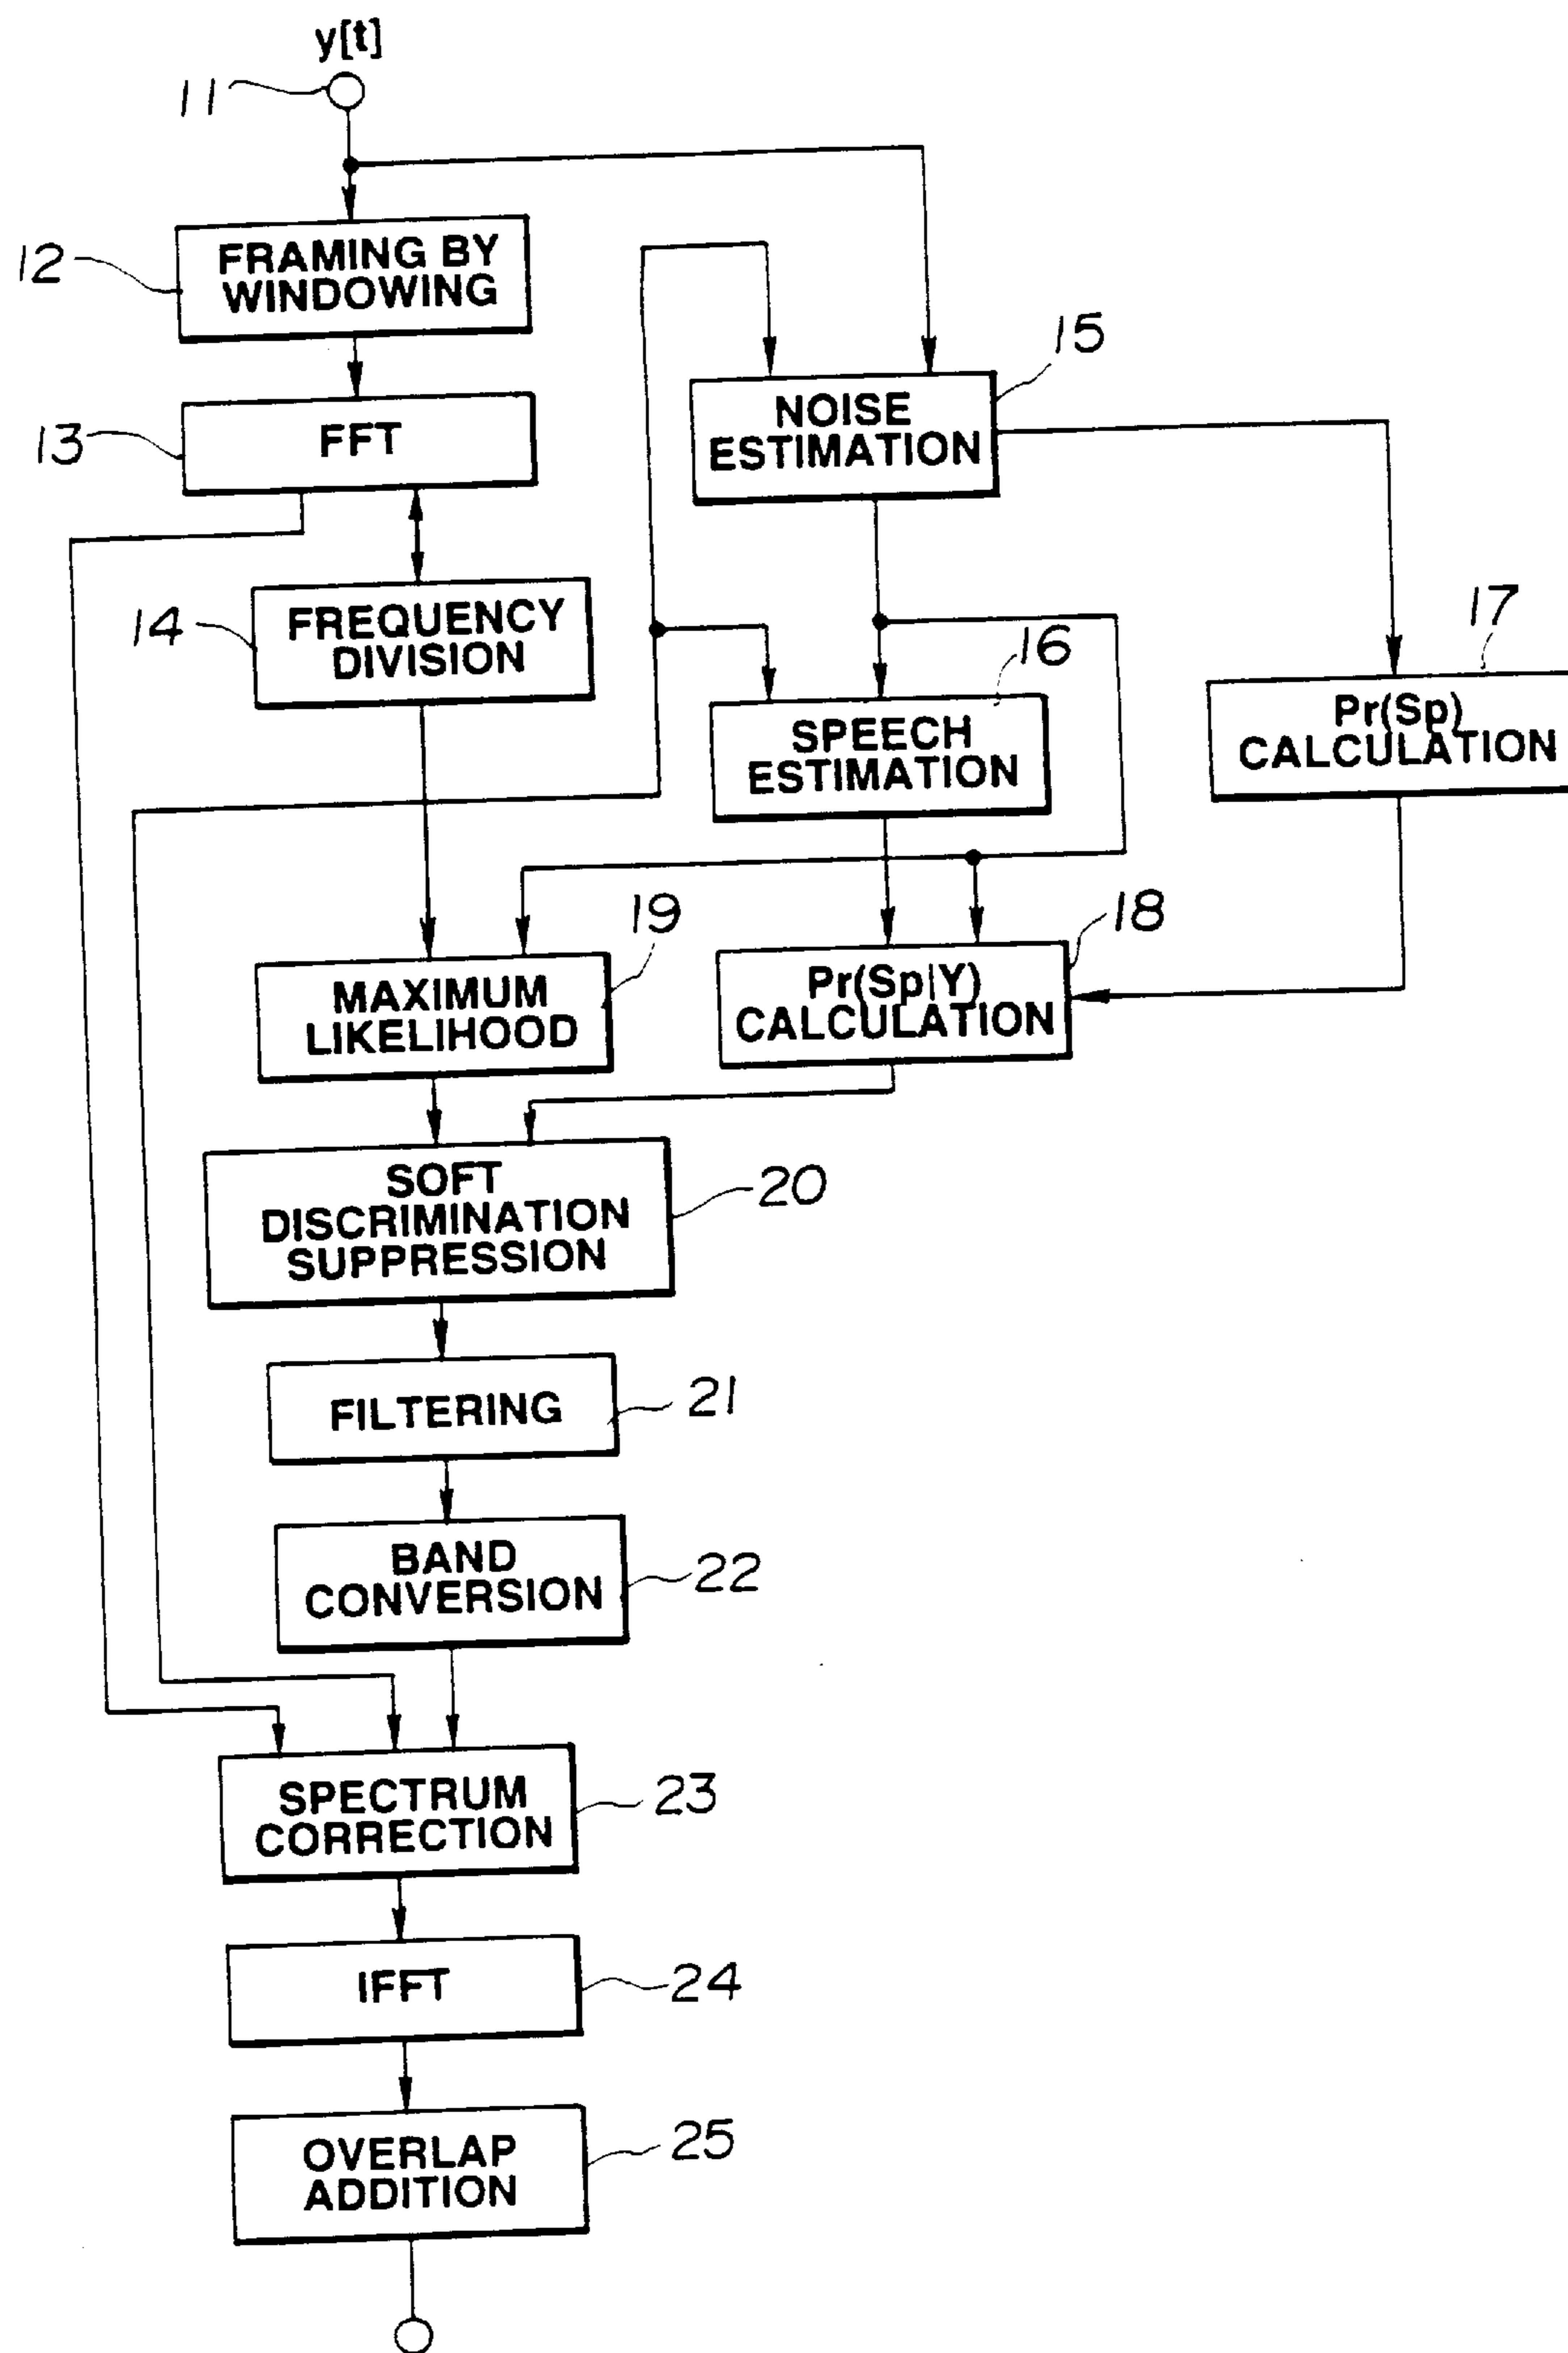 y[t]
11
12
FRAMING BY
WINDOWING
13
FFT
15
NOISE
ESTIMATION
14
FREQUENCY
DIVISION
16
SPEECH
ESTIMATION
17
Pr(Sp)
CALCULATION
19
MAXIMUM
LIKELIHOOD
18
Pr(Sp|Y)
CALCULATION
SOFT
DISCRIMINATION
SUPPRESSION
20
FILTERING
21
BAND
CONVERSION
22
SPECTRUM
CORRECTION
23
IFFT
24
OVERLAP
ADDITION
25